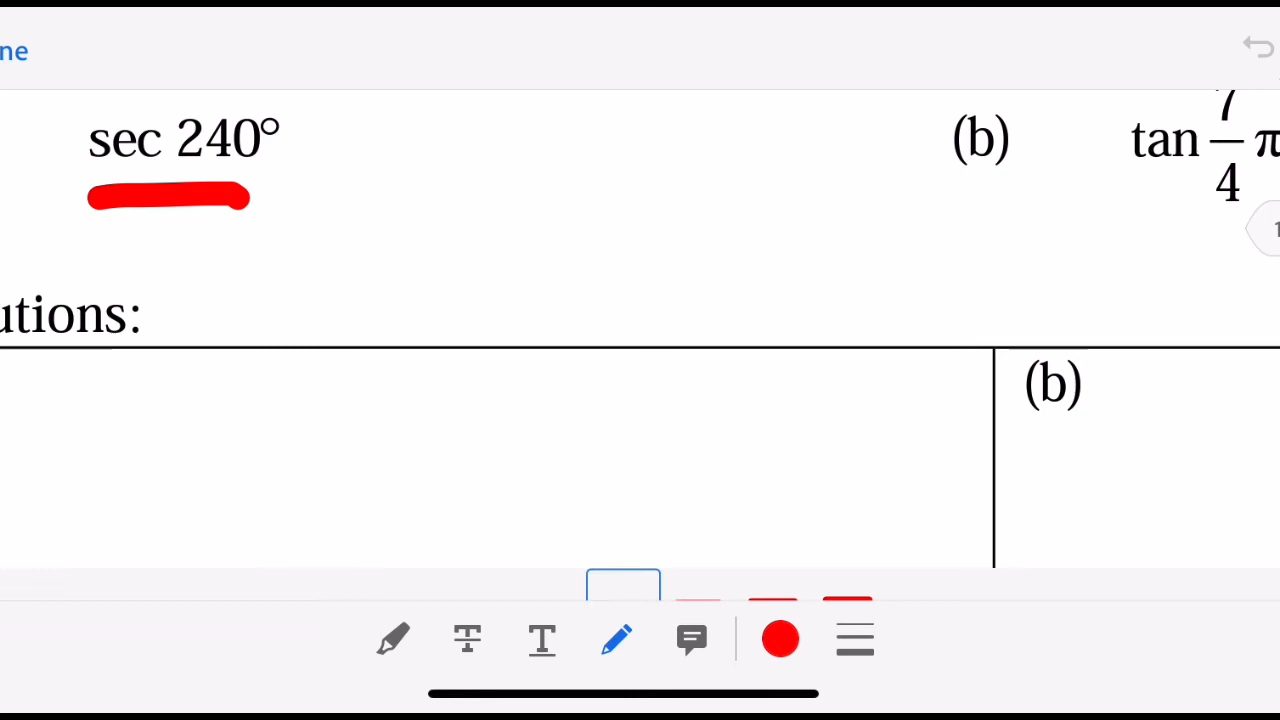 ne
sec 240°
(b) tan 7/4 π
utions:
(b)